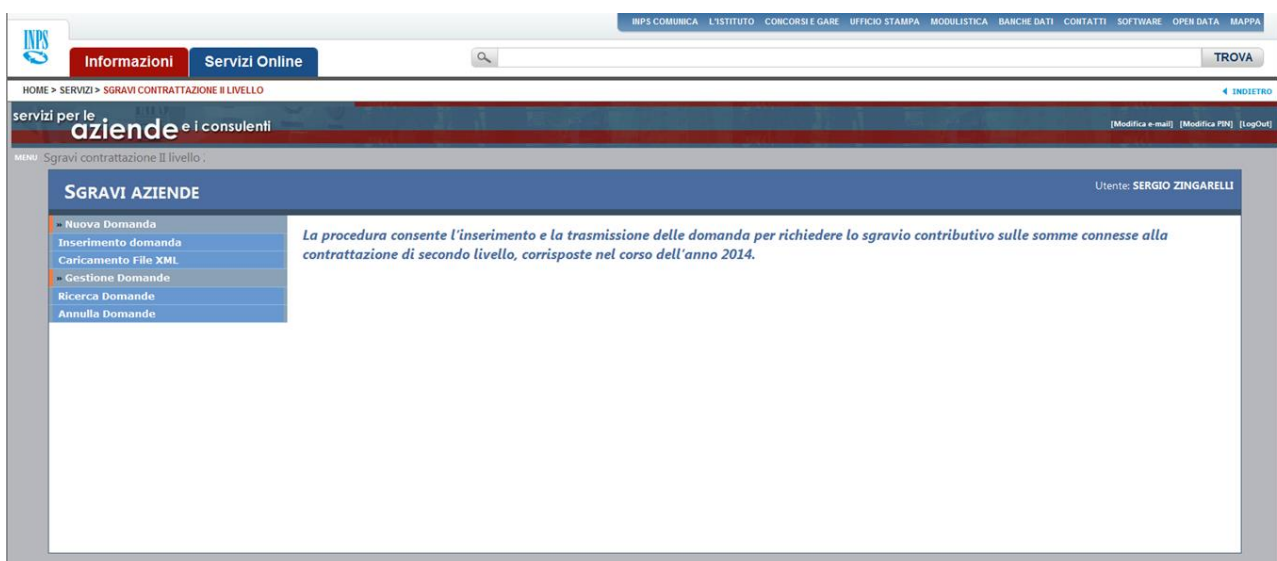 INPS COMUNICA L'ISTITUTO CONCORSI E GARE UFFICIO STAMPA MODULISTICA BANCHE DATI CONTATTI SOFTWARE OPEN DATA MAPPA
INPS
Informazioni Servizi Online TROVA
HOME > SERVIZI > SGRAVI CONTRATTAZIONE II LIVELLO INDIETRO
servizi per le
aziende e i consulenti [Modifica e-mail] [Modifica PIN] [LogOut]
MENU Sgravi contrattazione II livello :
SGRAVI AZIENDE Utente: SERGIO ZINGARELLI
» Nuova Domanda
Inserimento domanda
Caricamento File XML
» Gestione Domande
Ricerca Domande
Annulla Domande
La procedura consente l'inserimento e la trasmissione delle domanda per richiedere lo sgravio contributivo sulle somme connesse alla
contrattazione di secondo livello, corrisposte nel corso dell'anno 2014.